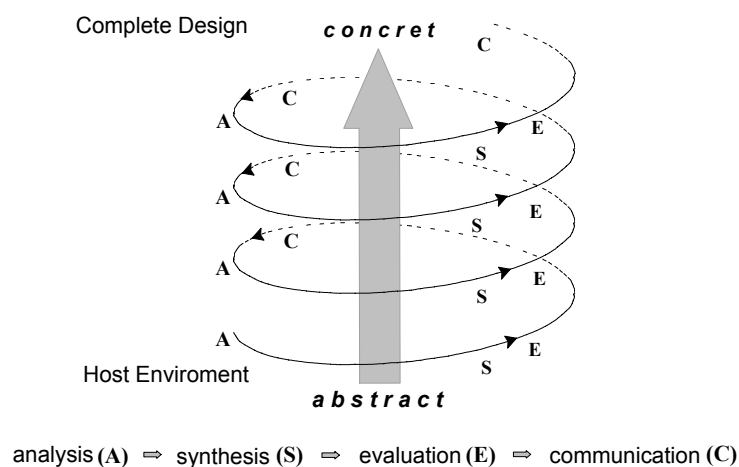 Complete Design
concret
C
C
A
E
S
C
A
E
S
C
A
E
S
A
E
S
Host Enviroment
abstract
analysis (A) ⇨ synthesis (S) ⇨ evaluation (E) ⇨ communication (C)